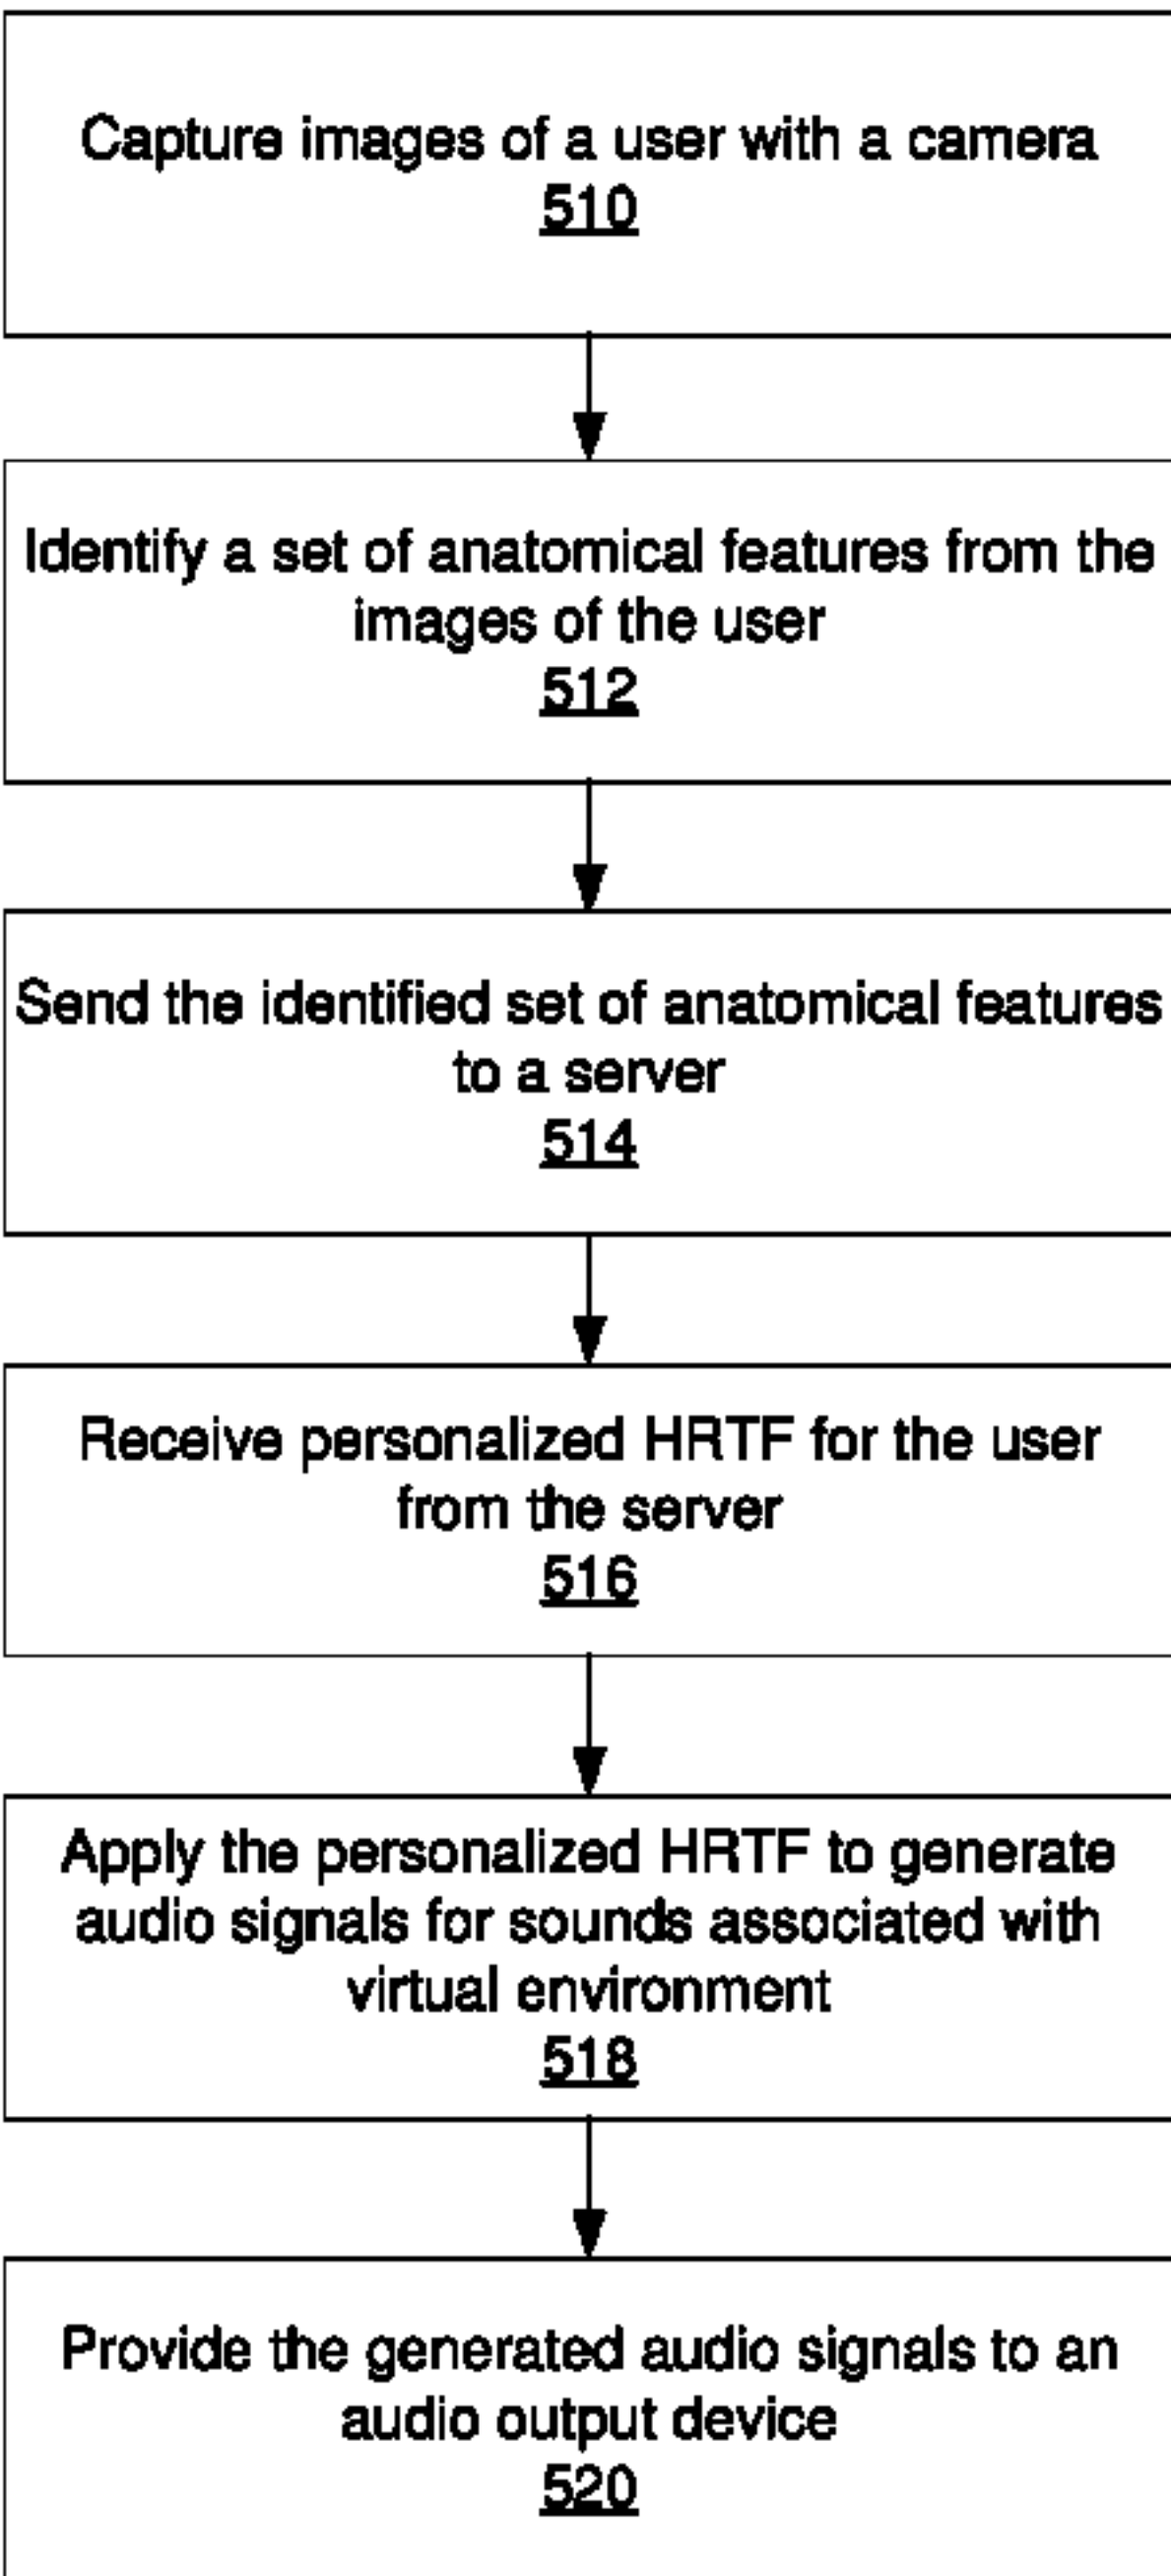 Capture images of a user with a camera
510
Identify a set of anatomical features from the
images of the user
512
Send the identified set of anatomical features
to a server
514
Receive personalized HRTF for the user
from the server
516
Apply the personalized HRTF to generate
audio signals for sounds associated with
virtual environment
518
Provide the generated audio signals to an
audio output device
520